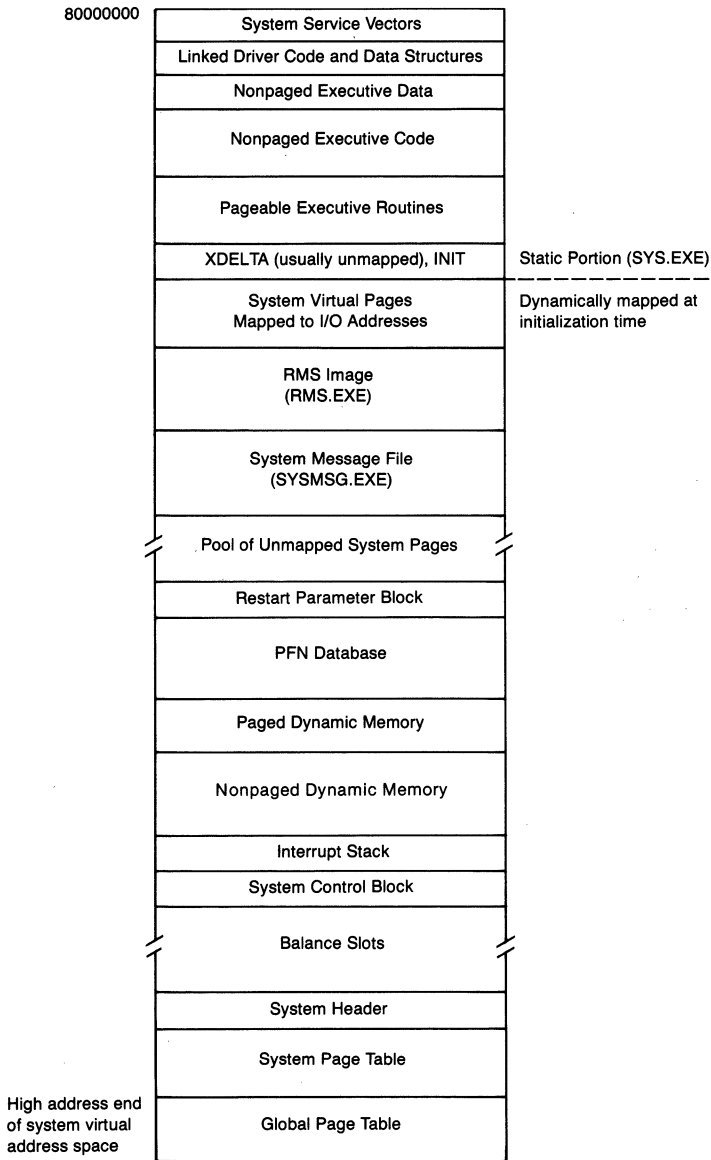 80000000
System Service Vectors
Linked Driver Code and Data Structures
Nonpaged Executive Data
Nonpaged Executive Code
Pageable Executive Routines
XDELTA (usually unmapped), INIT
Static Portion (SYS.EXE)
System Virtual Pages
Mapped to I/O Addresses
Dynamically mapped at
initialization time
RMS Image
(RMS.EXE)
System Message File
(SYSMSG.EXE)
Pool of Unmapped System Pages
Restart Parameter Block
PFN Database
Paged Dynamic Memory
Nonpaged Dynamic Memory
Interrupt Stack
System Control Block
Balance Slots
System Header
System Page Table
High address end
of system virtual
address space
Global Page Table